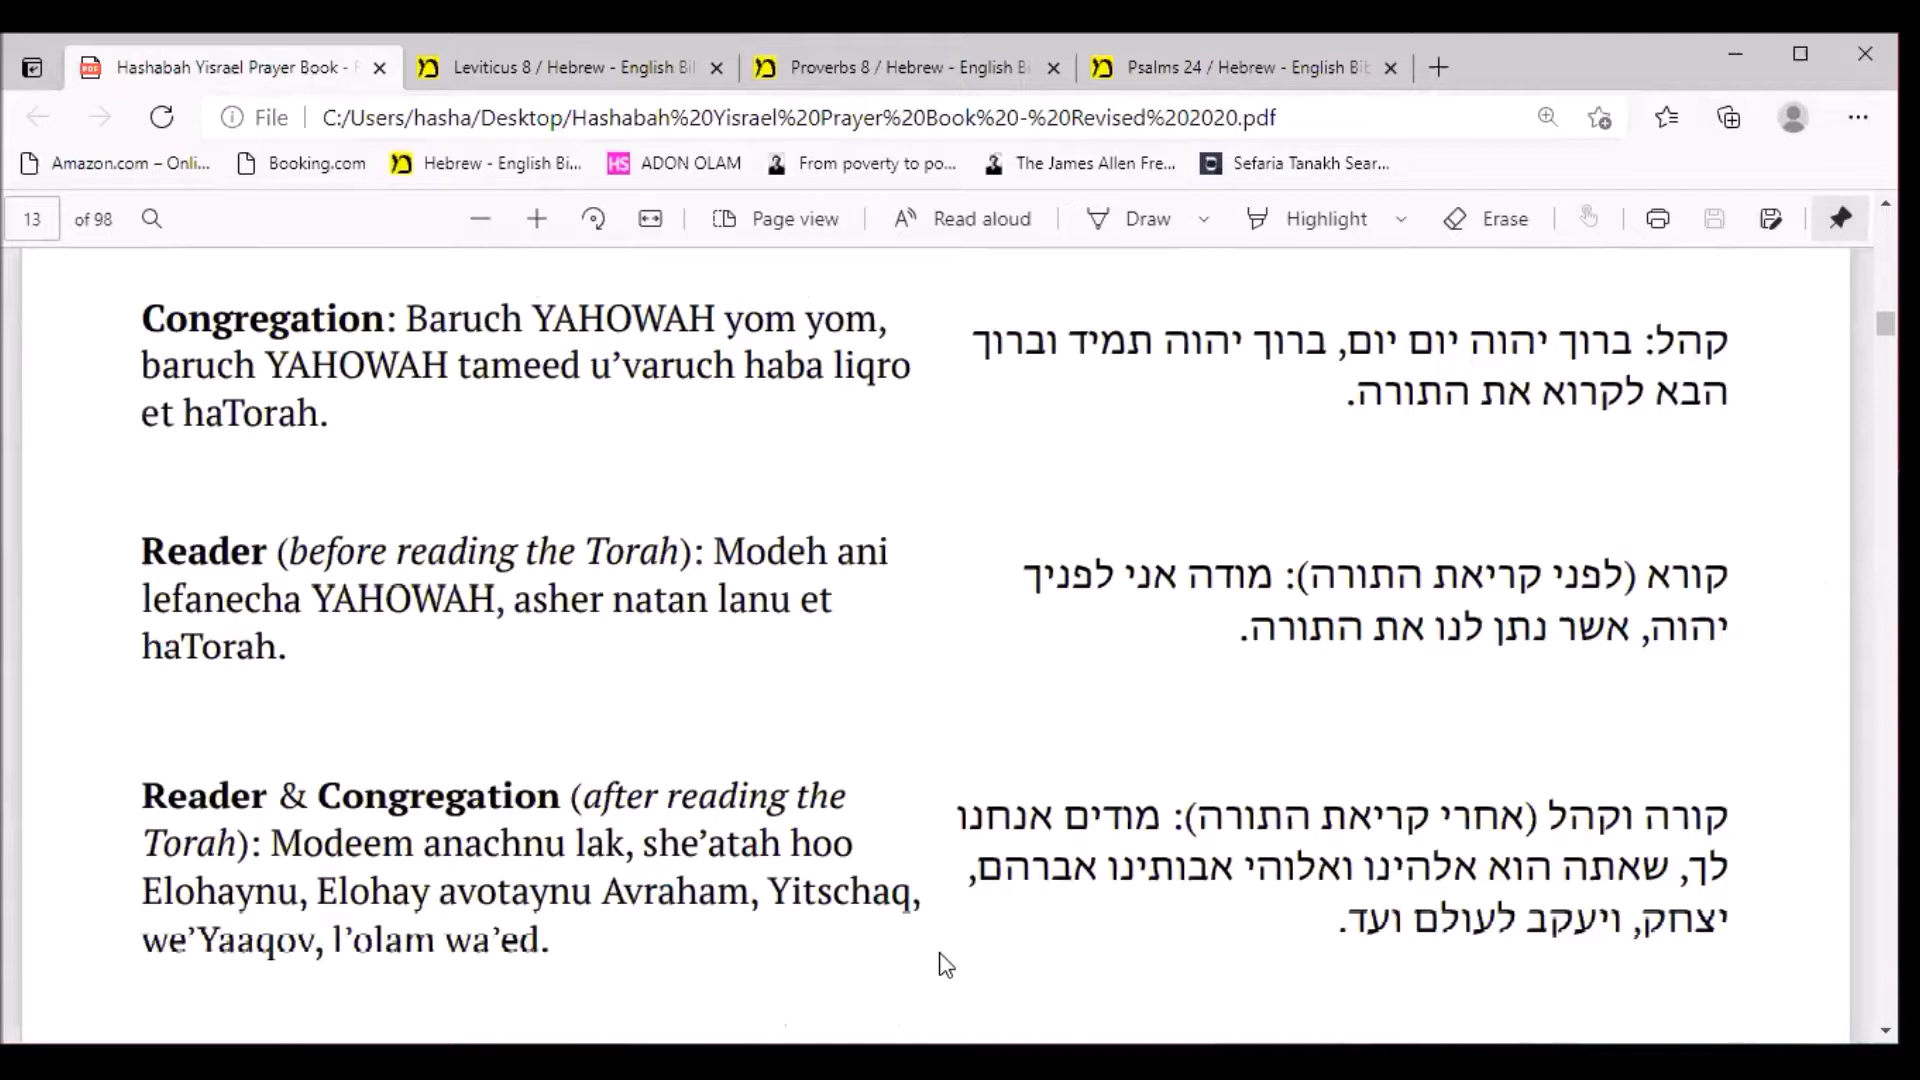 Hashabah Yisrael Prayer Book -
Leviticus 8 / Hebrew - English Bi
Proverbs 8 / Hebrew - English Bi
Psalms 24 / Hebrew - English Bib
File
C:/Users/hasha/Desktop/Hashabah%20Yisrael%20Prayer%20Book%20-%20Revised%202020.pdf
Amazon.com – Onli...
Booking.com
Hebrew - English Bi...
HS ADON OLAM
From poverty to po...
The James Allen Fre...
Sefaria Tanakh Sear...
13 of 98
Page view
Read aloud
Draw
Highlight
Erase
Congregation: Baruch YAHOWAH yom yom,
baruch YAHOWAH tameed u’varuch haba liqro
et haTorah.
קהל: ברוך יהוה יום יום, ברוך יהוה תמיד וברוך
הבא לקרוא את התורה.
Reader (before reading the Torah): Modeh ani
lefanecha YAHOWAH, asher natan lanu et
haTorah.
קורא (לפני קריאת התורה): מודה אני לפניך
יהוה, אשר נתן לנו את התורה.
Reader & Congregation (after reading the
Torah): Modeem anachnu lak, she’atah hoo
Elohaynu, Elohay avotaynu Avraham, Yitschaq,
we’Yaaqov, l’olam wa’ed.
קורה וקהל (אחרי קריאת התורה): מודים אנחנו
לך, שאתה הוא אלהינו ואלוהי אבותינו אברהם,
יצחק, ויעקב לעולם ועד.